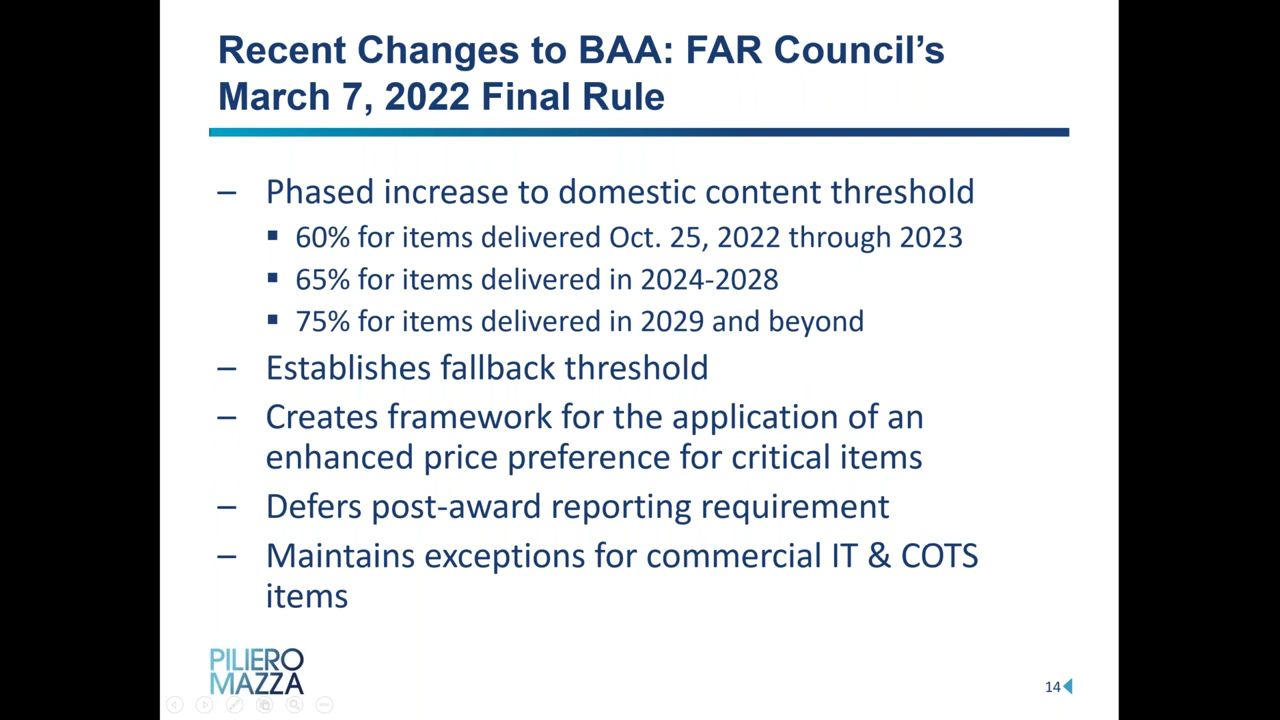 Recent Changes to BAA: FAR Council’s
March 7, 2022 Final Rule
– Phased increase to domestic content threshold
▪ 60% for items delivered Oct. 25, 2022 through 2023
▪ 65% for items delivered in 2024-2028
▪ 75% for items delivered in 2029 and beyond
– Establishes fallback threshold
– Creates framework for the application of an
enhanced price preference for critical items
– Defers post-award reporting requirement
– Maintains exceptions for commercial IT & COTS
items
PILIERO
MAZZA
14